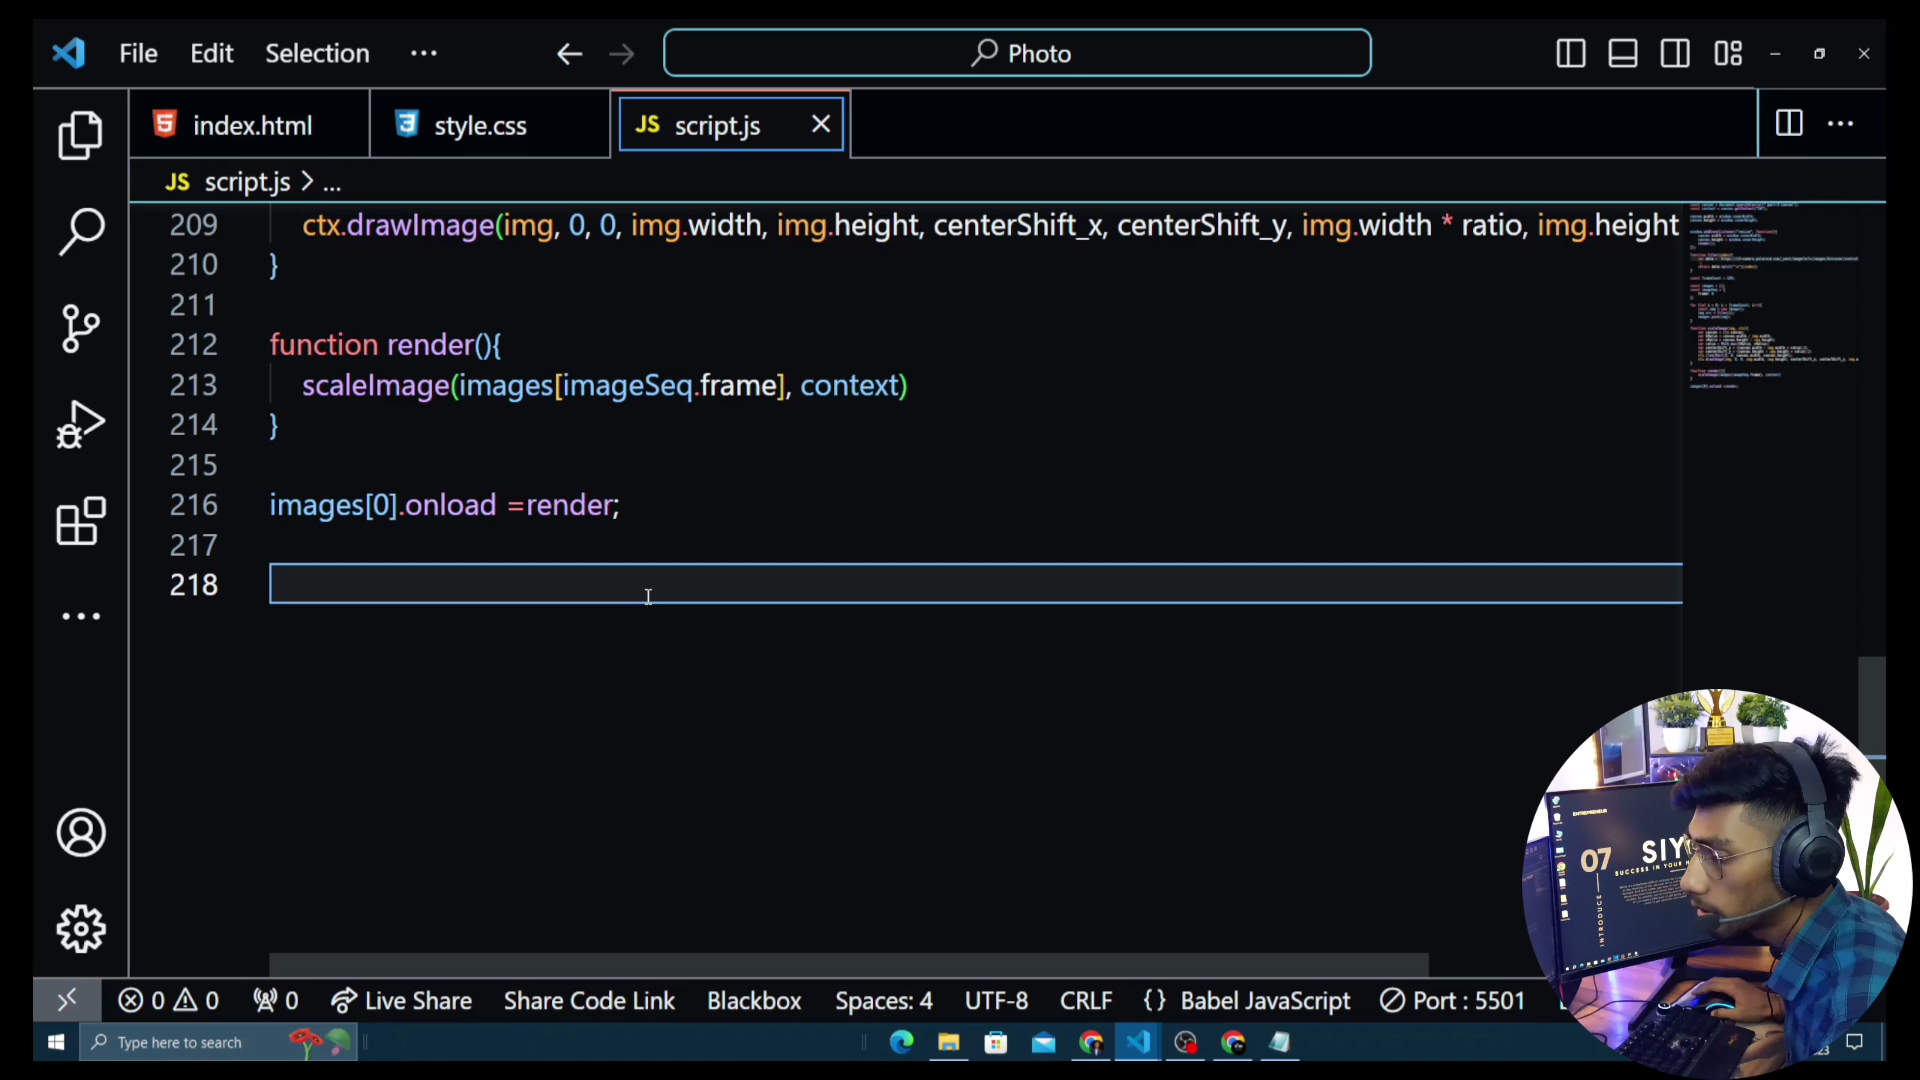 File Edit Selection ···
Photo
index.html
style.css
JS script.js
JS script.js > ...
209 ctx.drawImage(img, 0, 0, img.width, img.height, centerShift_x, centerShift_y, img.width * ratio, img.height
210 }
211
212 function render(){
213 scaleImage(images[imageSeq.frame], context)
214 }
215
216 images[0].onload =render;
217
218
0 0 0 Live Share Share Code Link Blackbox Spaces: 4 UTF-8 CRLF {} Babel JavaScript Port : 5501
Type here to search
ENTREPRENEUR
07
INTRODUCE